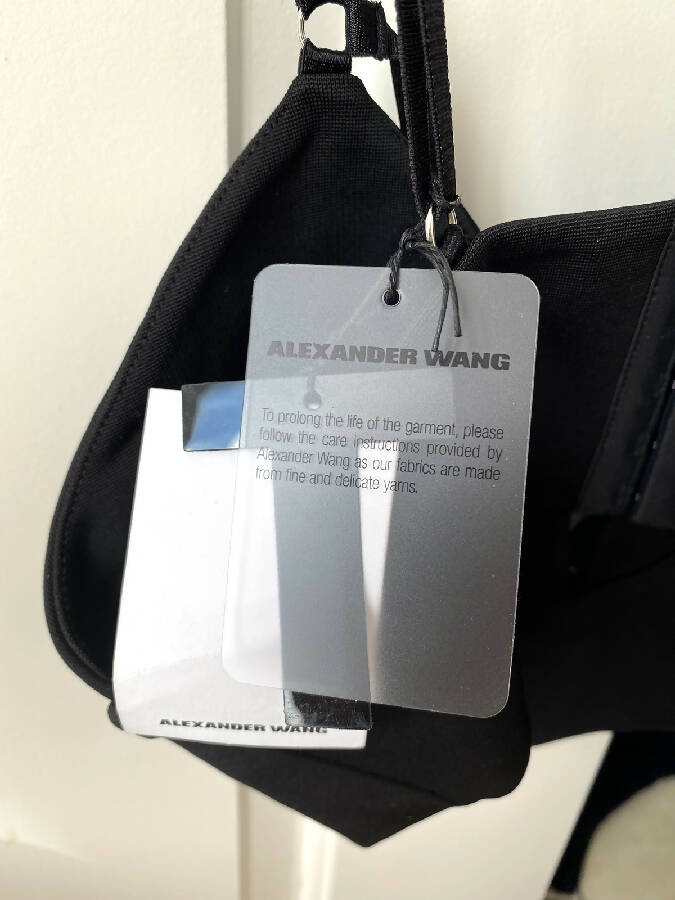 ALEXANDER WANG
To prolong the life of the garment, please
follow the care instructions provided by
Alexander Wang as our fabrics are made
from fine and delicate yarns.
ALEXANDER WANG